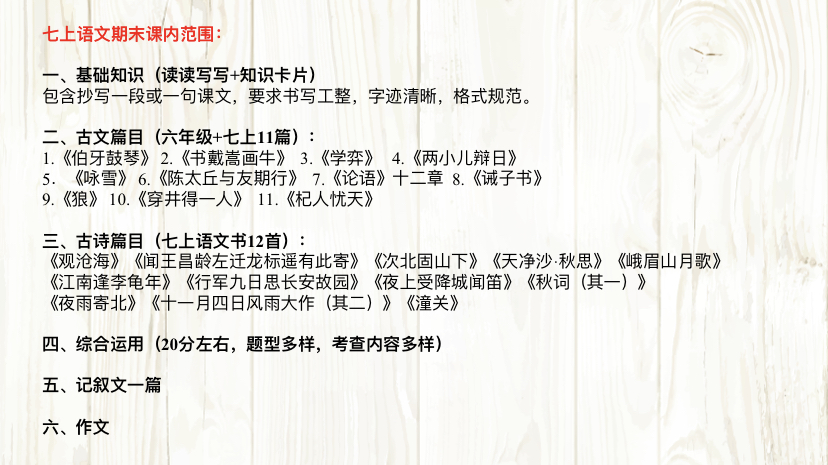 七上语文期末课内范围：
一、基础知识（读读写写+知识卡片）
包含抄写一段或一句课文，要求书写工整，字迹清晰，格式规范。
二、古文篇目（六年级+七上11篇）：
1.《伯牙鼓琴》 2.《书戴嵩画牛》 3.《学弈》 4.《两小儿辩日》
5. 《咏雪》 6.《陈太丘与友期行》 7.《论语》十二章 8.《诫子书》
9.《狼》 10.《穿井得一人》 11.《杞人忧天》
三、古诗篇目（七上语文书12首）：
《观沧海》《闻王昌龄左迁龙标遥有此寄》《次北固山下》《天净沙·秋思》《峨眉山月歌》
《江南逢李龟年》《行军九日思长安故园》《夜上受降城闻笛》《秋词（其一）》
《夜雨寄北》《十一月四日风雨大作（其二）》《潼关》
四、综合运用（20分左右，题型多样，考查内容多样）
五、记叙文一篇
六、作文